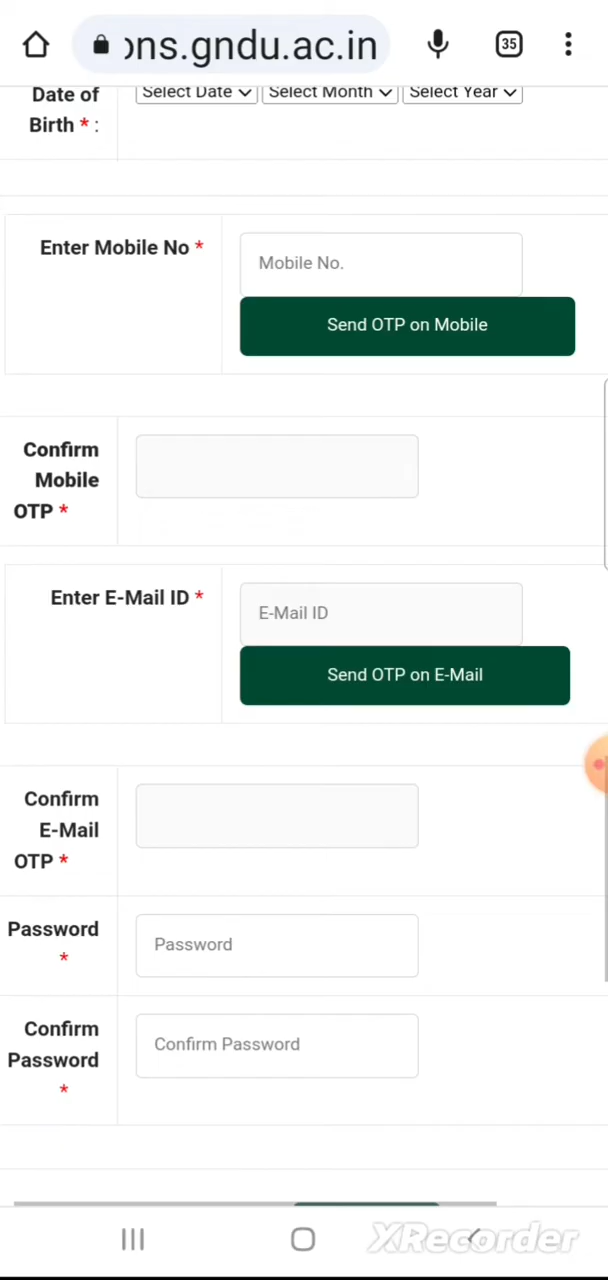 ons.gndu.ac.in
35
Date of
Birth * :
Select Date
Select Month
Select Year
Enter Mobile No *
Mobile No.
Send OTP on Mobile
Confirm
Mobile
OTP *
Enter E-Mail ID *
E-Mail ID
Send OTP on E-Mail
Confirm
E-Mail
OTP *
Password
*
Password
Confirm
Password
*
Confirm Password
XRecorder